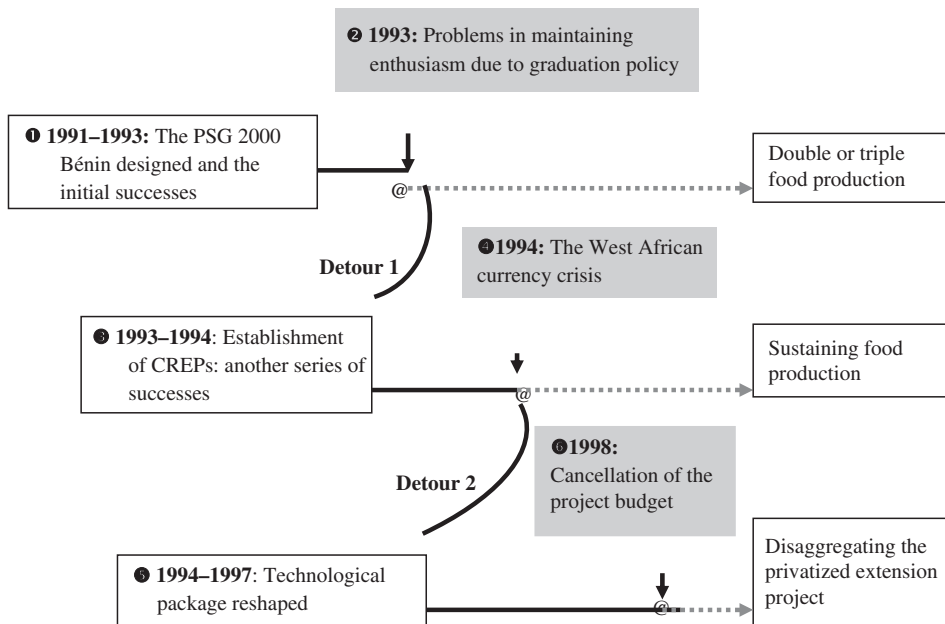 ❷ 1993: Problems in maintaining
enthusiasm due to graduation policy
❶ 1991–1993: The PSG 2000
Bénin designed and the
initial successes
@
Double or triple
food production
Detour 1
❹1994: The West African
currency crisis
❸ 1993–1994: Establishment
of CREPs: another series of
successes
@
Sustaining food
production
Detour 2
❻1998:
Cancellation of the
project budget
❺ 1994–1997: Technological
package reshaped
@
Disaggregating the
privatized extension
project